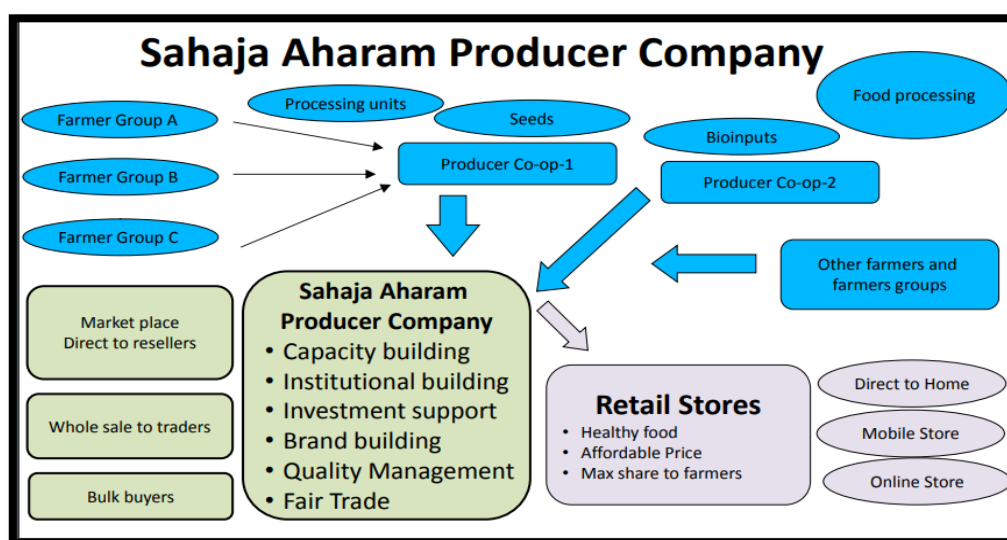 Sahaja Aharam Producer Company
Farmer Group A
Processing units
Seeds
Food processing
Bioinputs
Farmer Group B
Producer Co-op-1
Producer Co-op-2
Farmer Group C
Other farmers and
farmers groups
Market place
Direct to resellers
Whole sale to traders
Bulk buyers
Sahaja Aharam
Producer Company
• Capacity building
• Institutional building
• Investment support
• Brand building
• Quality Management
• Fair Trade
Retail Stores
• Healthy food
• Affordable Price
• Max share to farmers
Direct to Home
Mobile Store
Online Store